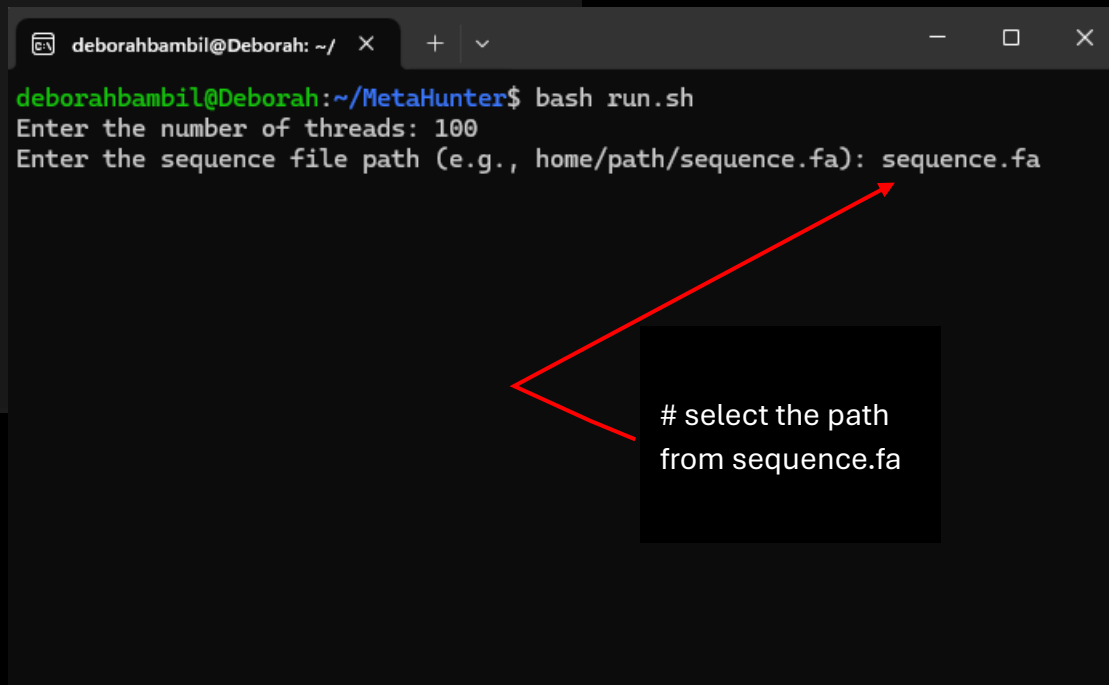 deborahbambil@Deborah: ~/
deborahbambil@Deborah:~/MetaHunter$ bash run.sh
Enter the number of threads: 100
Enter the sequence file path (e.g., home/path/sequence.fa): sequence.fa
# select the path
from sequence.fa